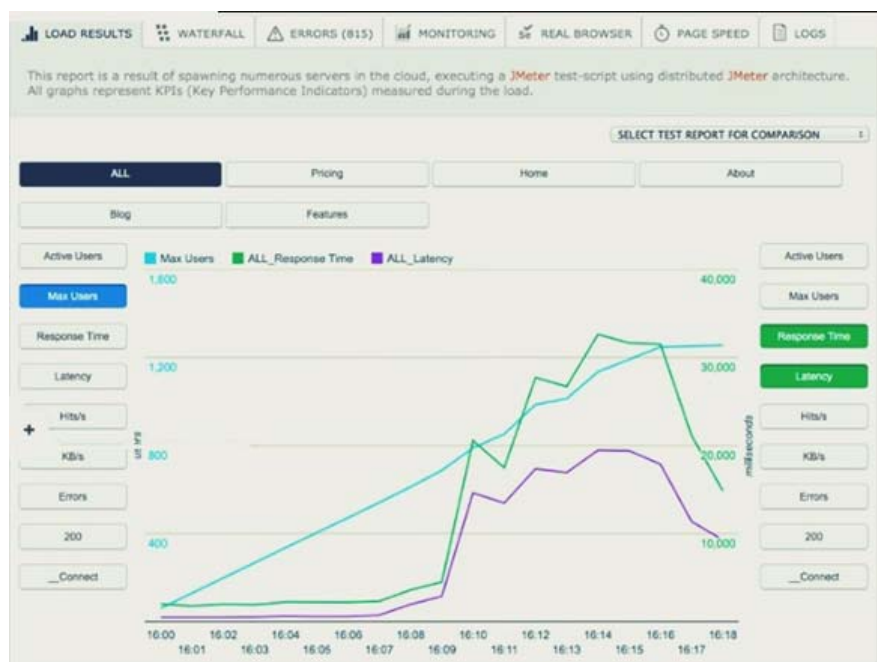 LOAD RESULTS WATERFALL ERRORS (815) MONITORING REAL BROWSER PAGE SPEED LOGS
This report is a result of spawning numerous servers in the cloud, executing a JMeter test-script using distributed JMeter architecture.
All graphs represent KPIs (Key Performance Indicators) measured during the load.
SELECT TEST REPORT FOR COMPARISON
ALL Pricing Home About
Blog Features
Active Users
Max Users
Response Time
Latency
Hits/s
KB/s
Errors
200
__Connect
Max Users ALL_Response Time ALL_Latency
1,600
1,200
800
400
users
40,000
30,000
20,000
10,000
milliseconds
16:00 16:02 16:04 16:06 16:08 16:10 16:12 16:14 16:16 16:18
16:01 16:03 16:05 16:07 16:09 16:11 16:13 16:15 16:17
Active Users
Max Users
Response Time
Latency
Hits/s
KB/s
Errors
200
__Connect